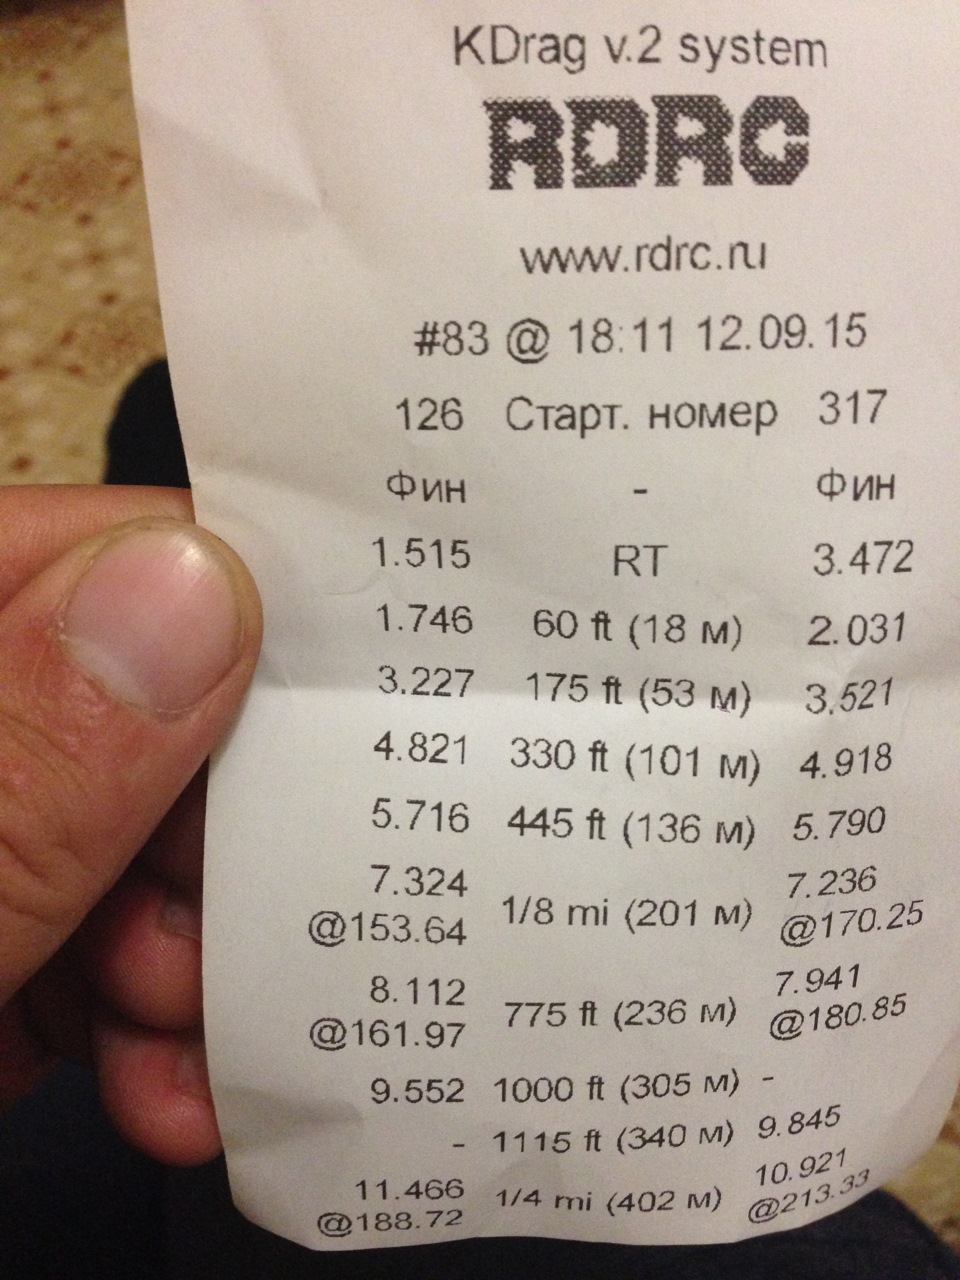 KDrag v.2 system
RDRC
www.rdrc.ru
#83 @ 18:11 12.09.15
126 Старт. номер 317
Фин - Фин
1.515 RT 3.472
1.746 60 ft (18 м) 2.031
3.227 175 ft (53 м) 3.521
4.821 330 ft (101 м) 4.918
5.716 445 ft (136 м) 5.790
7.324 1/8 mi (201 м) 7.236
@153.64 @170.25
8.112 775 ft (236 м) 7.941
@161.97 @180.85
9.552 1000 ft (305 м) -
- 1115 ft (340 м) 9.845
11.466 1/4 mi (402 м) 10.921
@188.72 @213.33